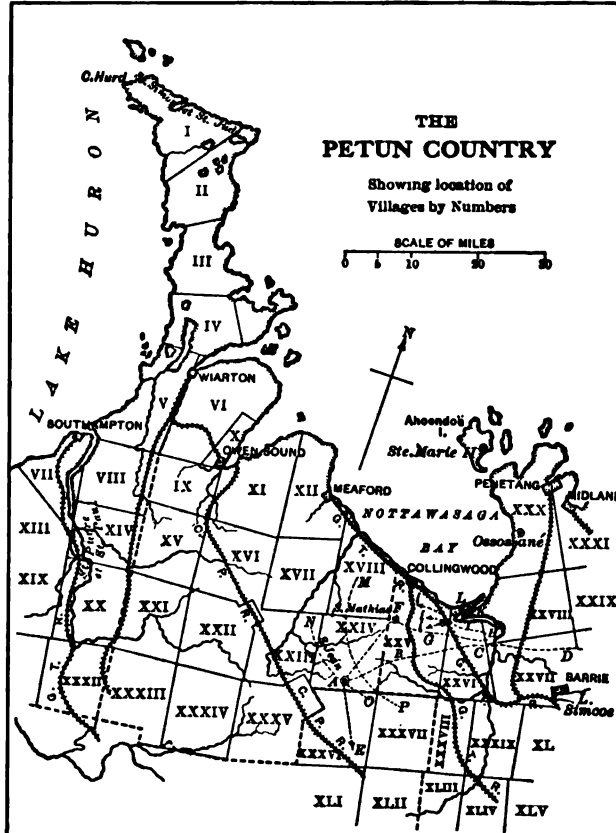 THE
PETUN COUNTRY
Showing location of
Villages by Numbers
SCALE OF MILES
0 5 10 20 30
C. Hurd
I
II
III
IV
LAKE HURON
N
WIARTON
V
VI
SOUTHAMPTON
X
OWEN SOUND
Ahoendoë
I.
Ste. Marie II
PENETANG
MIDLAND
VII
VIII
IX
XI
XII
MEAFORD
NOTTAWASAGA
BAY
XXX
Ossossané
XXXI
XIII
XIV
XV
XVI
XVII
XVIII
COLLINGWOOD
M
XIX
XX
XXI
XXII
XXIII
XXIV
XXV
XXVI
XXVII
XXVIII
XXIX
N
S. Mathias
F
G
L
B
C
D
BARRIE
L.
Simcoe
A
O
P
E
XXXII
XXXIII
XXXIV
XXXV
XXXVI
XXXVII
XXXVIII
XXXIX
XL
C. P. R.
G. T. R.
XLI
XLII
XLIII
XLIV
XLV